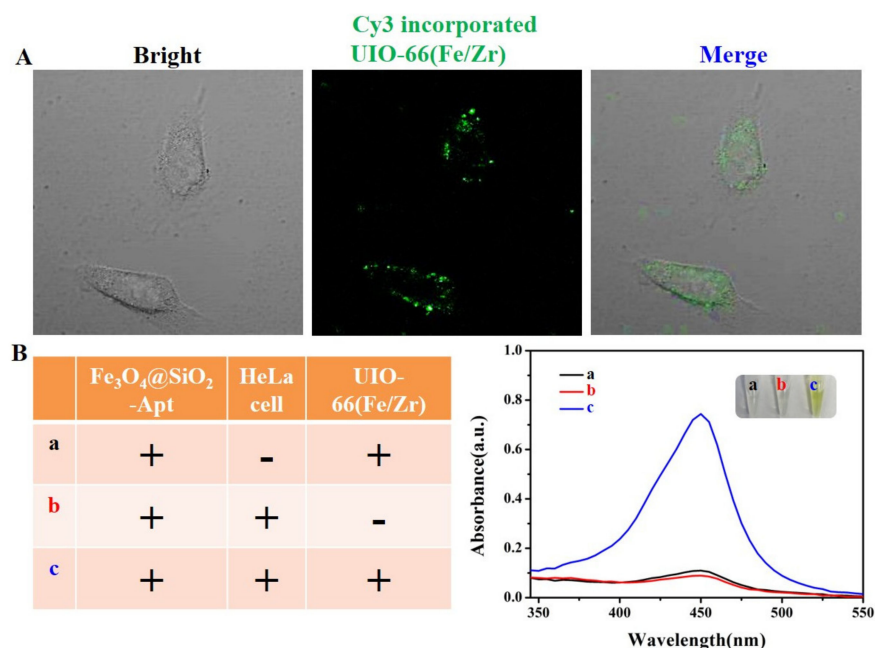 Cy3 incorporated
A
Bright
UIO-66(Fe/Zr)
Merge
B
Fe₃O₄@SiO₂
-Apt
HeLa
cell
UIO-
66(Fe/Zr)
a
+
-
+
b
+
+
-
c
+
+
+
Absorbance(a.u.)
1.0
0.8
0.6
0.4
0.2
0.0
a
b
c
a
b
c
350
400
450
500
550
Wavelength(nm)